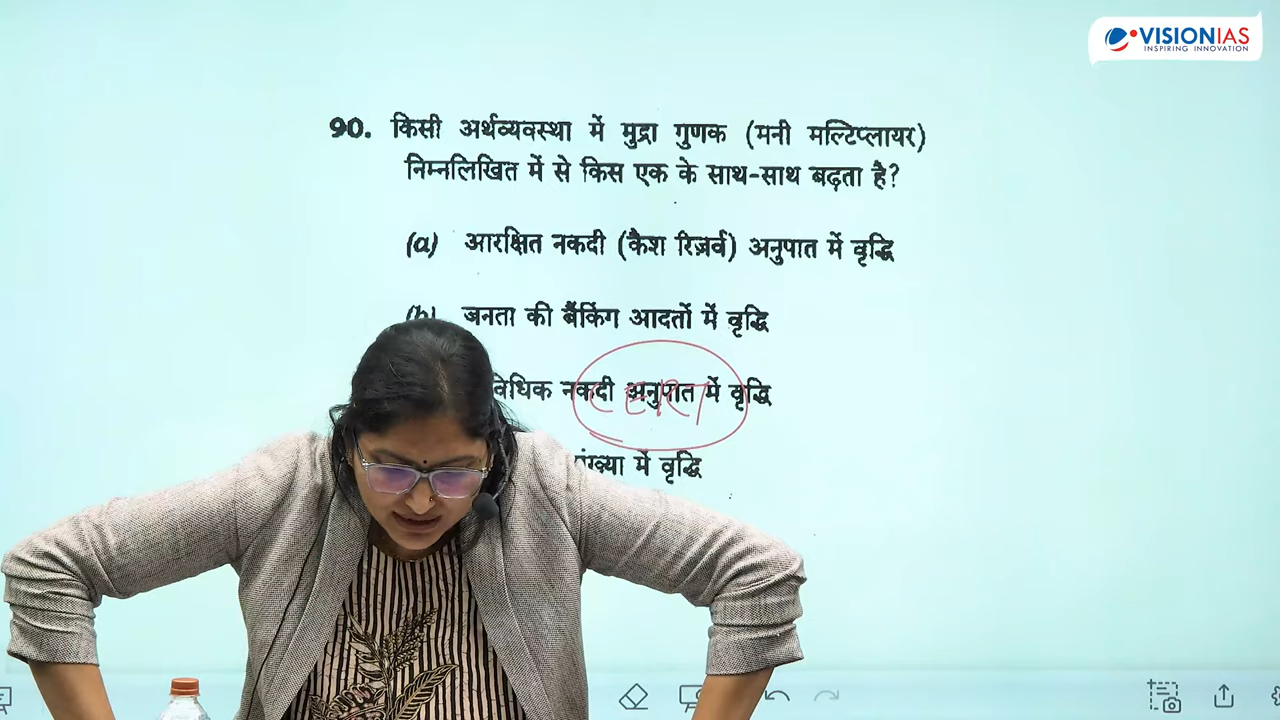 VISIONIAS
INSPIRING INNOVATION
90. किसी अर्थव्यवस्था में मुद्रा गुणक (मनी मल्टिप्लायर)
निम्नलिखित में से किस एक के साथ-साथ बढ़ता है?
(a) आरक्षित नकदी (कैश रिज़र्व) अनुपात में वृद्धि
(b) जनता की बैंकिंग आदतों में वृद्धि
नकदी अनुपात में वृद्धि
में वृद्धि